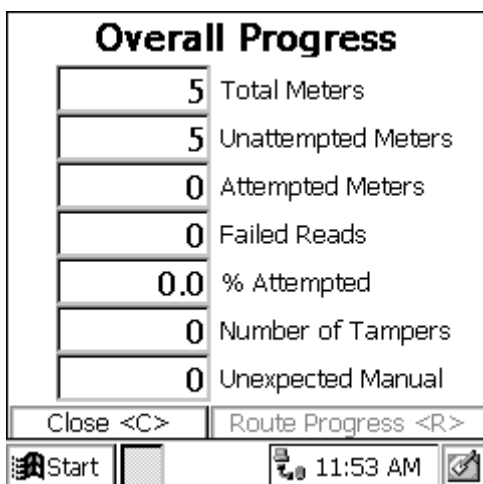 Overall Progress
5 Total Meters
5 Unattempted Meters
0 Attempted Meters
0 Failed Reads
0.0 % Attempted
0 Number of Tampers
0 Unexpected Manual
Close <C> Route Progress <R>
Start 11:53 AM